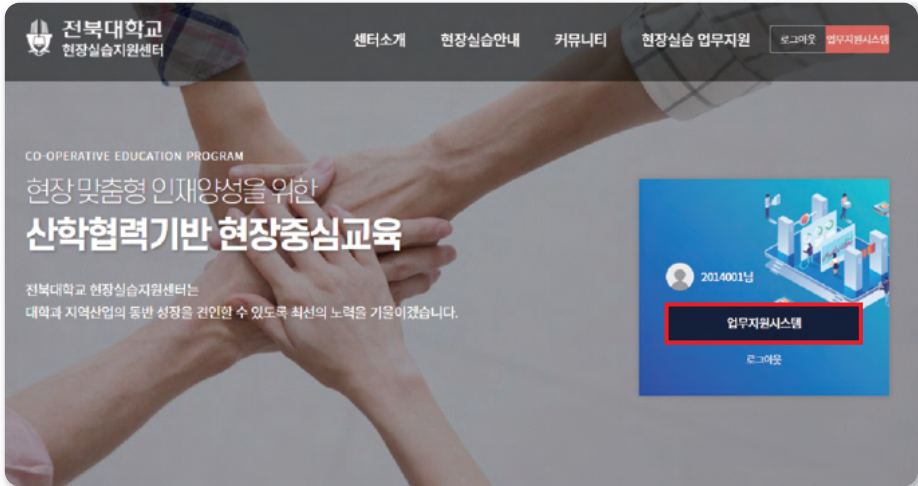 전북대학교
현장실습지원센터
센터소개 현장실습안내 커뮤니티 현장실습 업무지원 로그아웃 업무지원시스템
CO-OPERATIVE EDUCATION PROGRAM
현장 맞춤형 인재양성을 위한
산학협력기반 현장중심교육
전북대학교 현장실습지원센터는
대학과 지역산업의 동반 성장을 견인할 수 있도록 최선의 노력을 기울이겠습니다.
2014001님
업무지원시스템
로그아웃